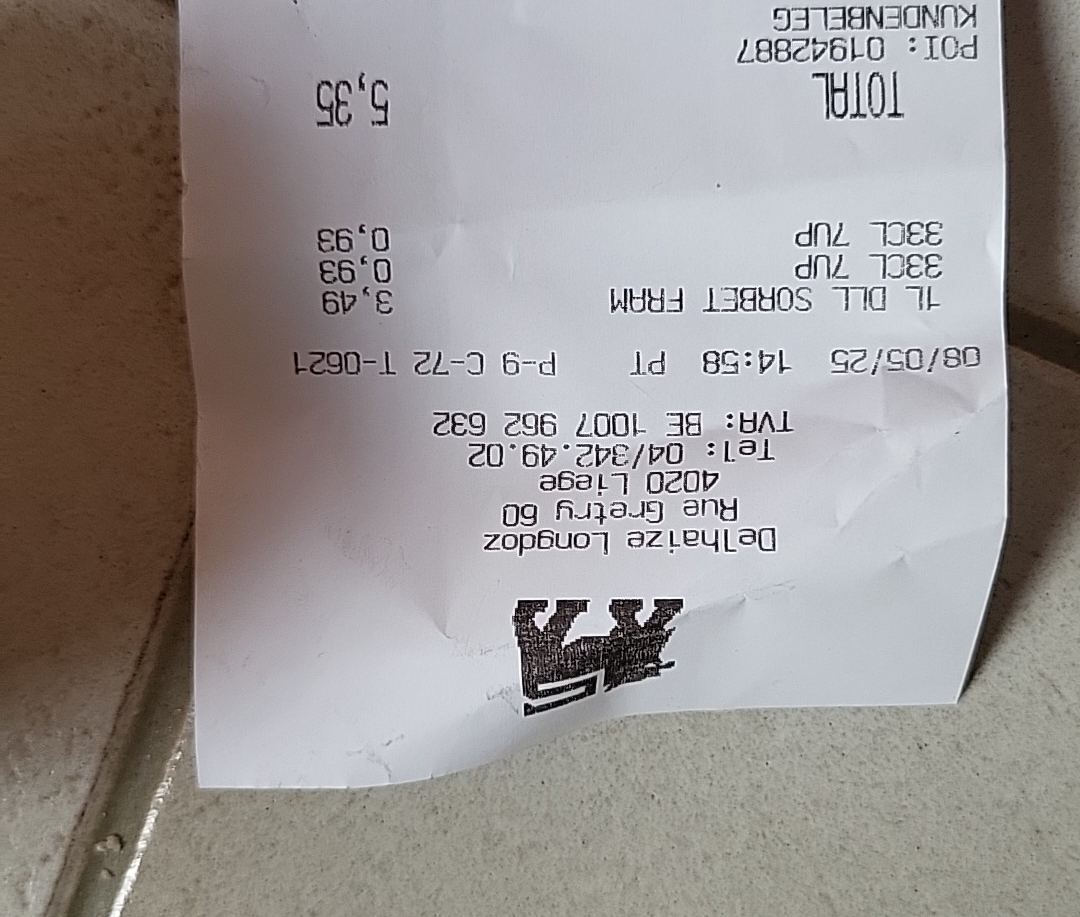 Delhaize Longdoz
Rue Gretry 60
4020 Liege
Tel: 04/342.49.02
TVA: BE 1007 962 632
08/05/25 14:58 PT P-9 C-72 T-0621
1L DLL SORBET FRAM 3,49
33CL 7UP 0,93
33CL 7UP 0,93
TOTAL 5,35
POI: 01942887
KUNDENBELEG